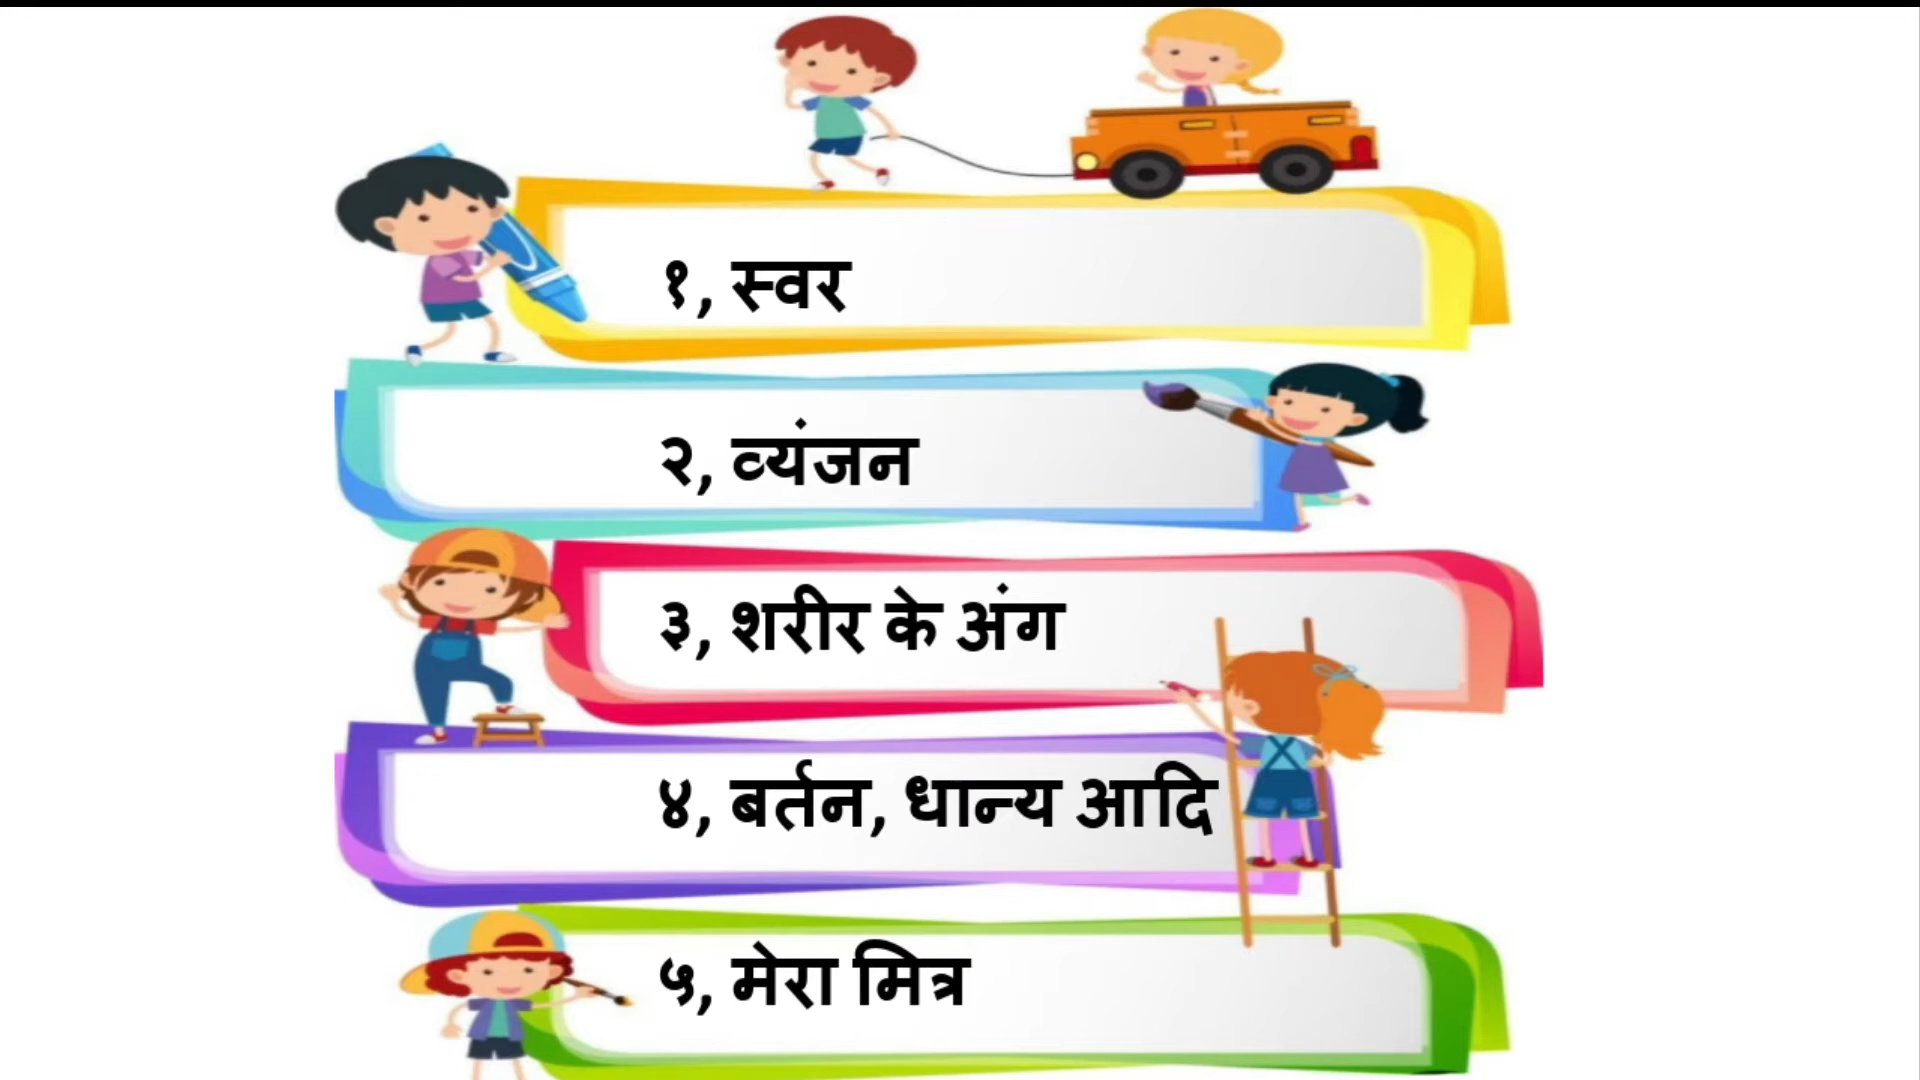 १, स्वर
२, व्यंजन
३, शरीर के अंग
४, बर्तन, धान्य आदि
५, मेरा मित्र